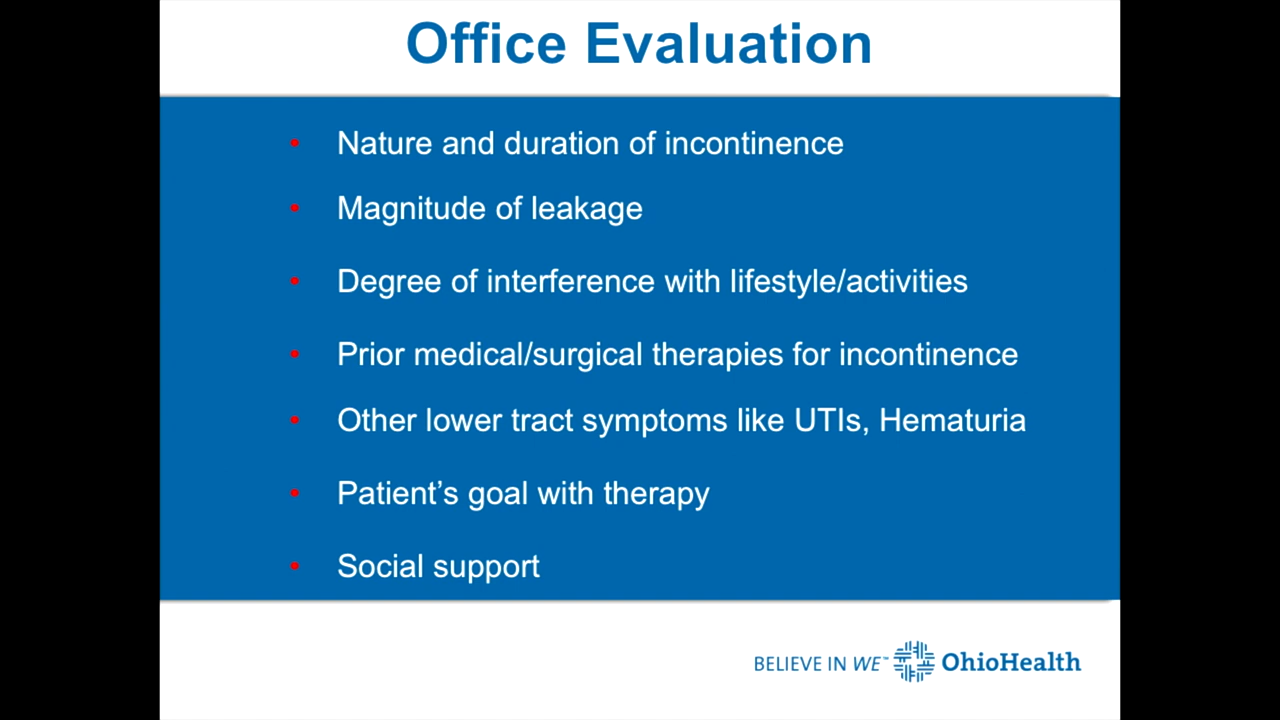 Office Evaluation
• Nature and duration of incontinence
• Magnitude of leakage
• Degree of interference with lifestyle/activities
• Prior medical/surgical therapies for incontinence
• Other lower tract symptoms like UTIs, Hematuria
• Patient’s goal with therapy
• Social support
BELIEVE IN WE™ OhioHealth